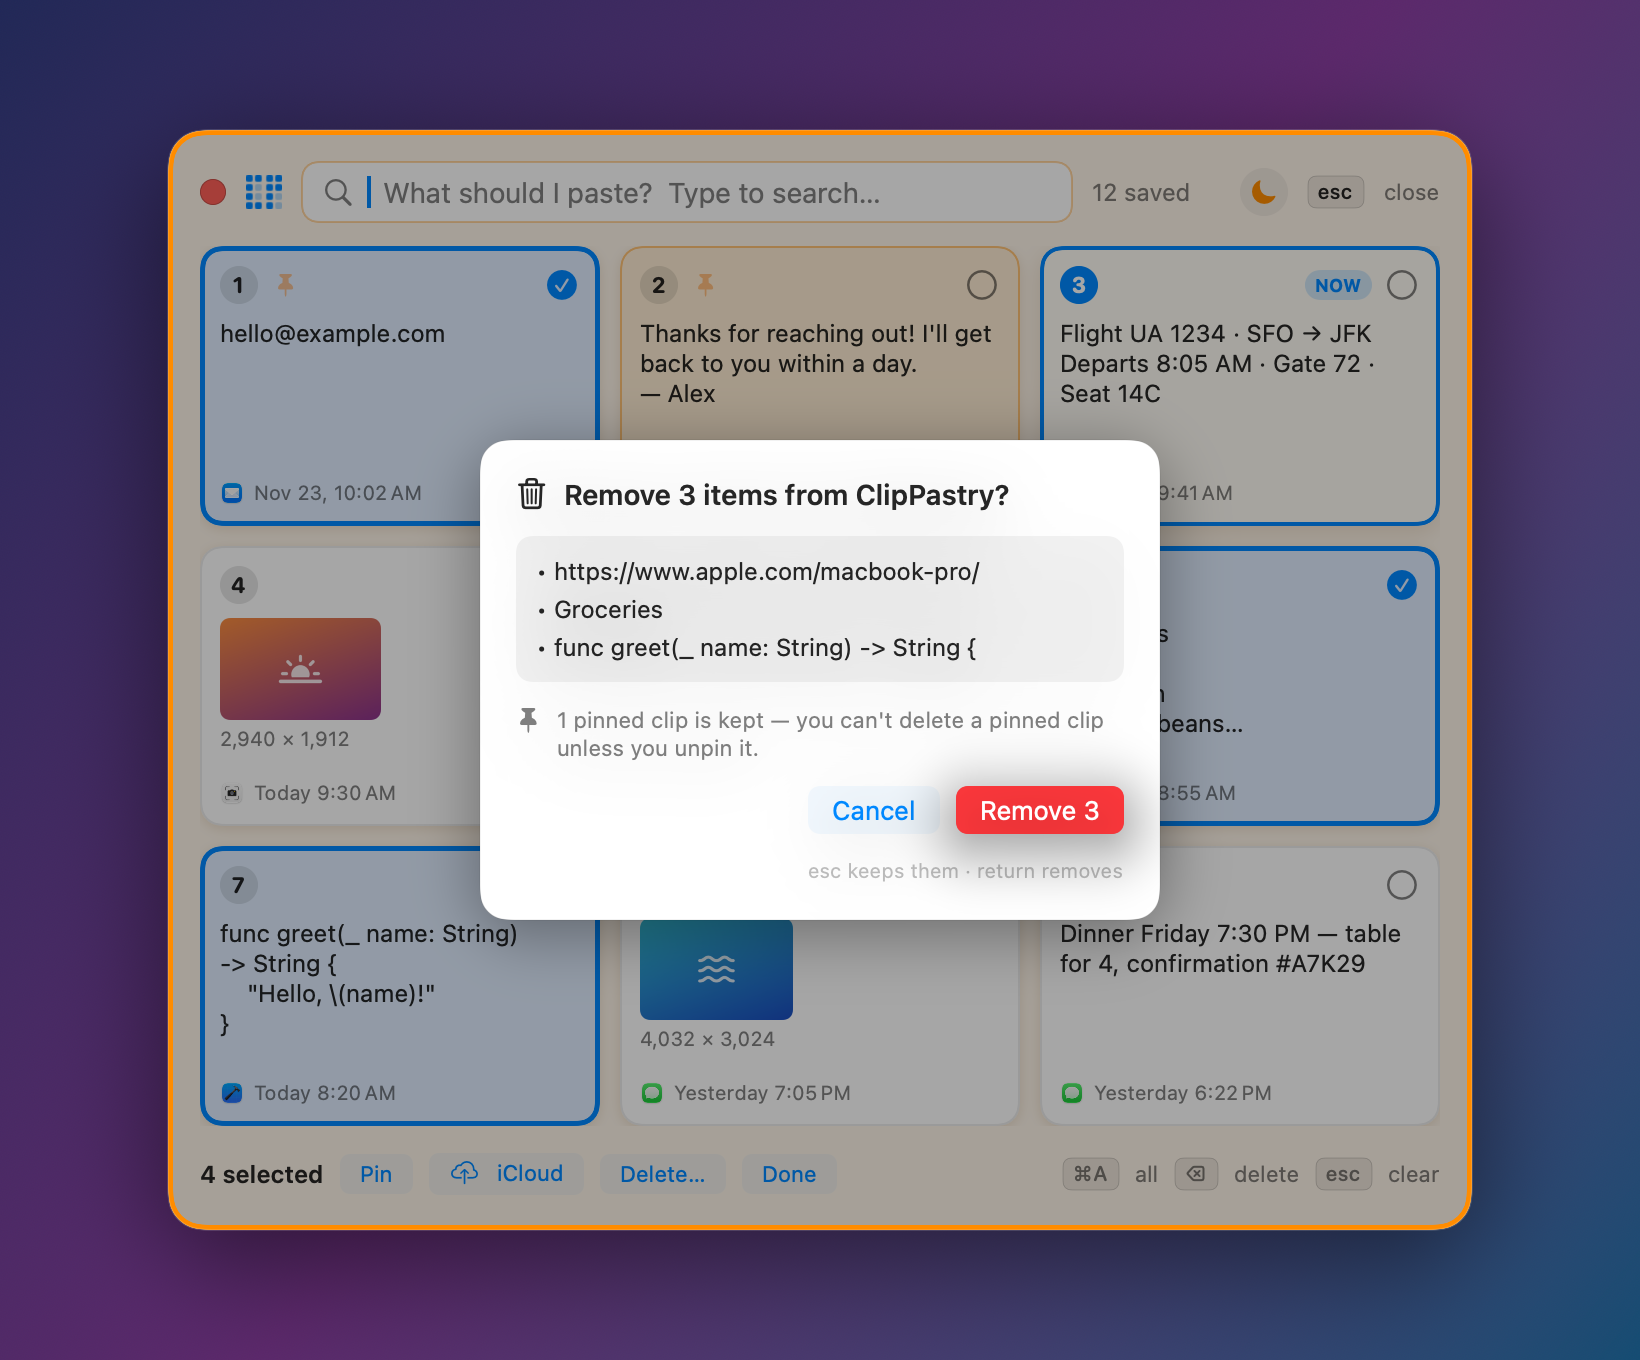 What should I paste?  Type to search...
12 saved
esc
close
1
hello@example.com
Nov 23, 10:02 AM
2
Thanks for reaching out! I'll get
back to you within a day.
— Alex
3
NOW
Flight UA 1234 · SFO → JFK
Departs 8:05 AM · Gate 72 ·
Seat 14C
9:41 AM
Remove 3 items from ClipPastry?
• https://www.apple.com/macbook-pro/
• Groceries
• func greet(_ name: String) -> String {
1 pinned clip is kept — you can't delete a pinned clip
unless you unpin it.
Cancel
Remove 3
esc keeps them · return removes
4
2,940 × 1,912
Today 9:30 AM
beans...
8:55 AM
7
func greet(_ name: String)
-> String {
"Hello, \(name)!"
}
Today 8:20 AM
4,032 × 3,024
Yesterday 7:05 PM
Dinner Friday 7:30 PM — table
for 4, confirmation #A7K29
Yesterday 6:22 PM
4 selected
Pin
iCloud
Delete...
Done
⌘A
all
⌫
delete
esc
clear